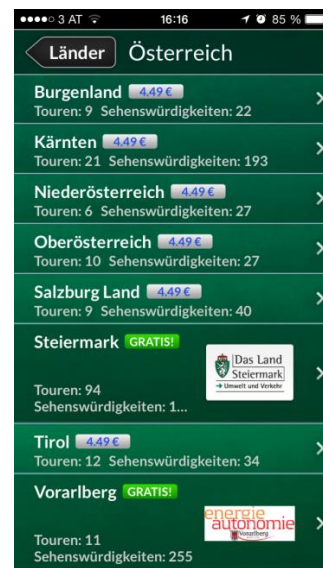 3 AT 16:16 85 %
Länder Österreich
Burgenland 4.49 €
Touren: 9 Sehenswürdigkeiten: 22
Kärnten 4.49 €
Touren: 21 Sehenswürdigkeiten: 193
Niederösterreich 4.49 €
Touren: 6 Sehenswürdigkeiten: 27
Oberösterreich 4.49 €
Touren: 10 Sehenswürdigkeiten: 27
Salzburg Land 4.49 €
Touren: 9 Sehenswürdigkeiten: 40
Steiermark GRATIS!
Das Land
Steiermark
→ Umwelt und Verkehr
Touren: 94
Sehenswürdigkeiten: 1...
Tirol 4.49 €
Touren: 12 Sehenswürdigkeiten: 34
Vorarlberg GRATIS!
energie
autonomie
Vorarlberg
Touren: 11
Sehenswürdigkeiten: 255